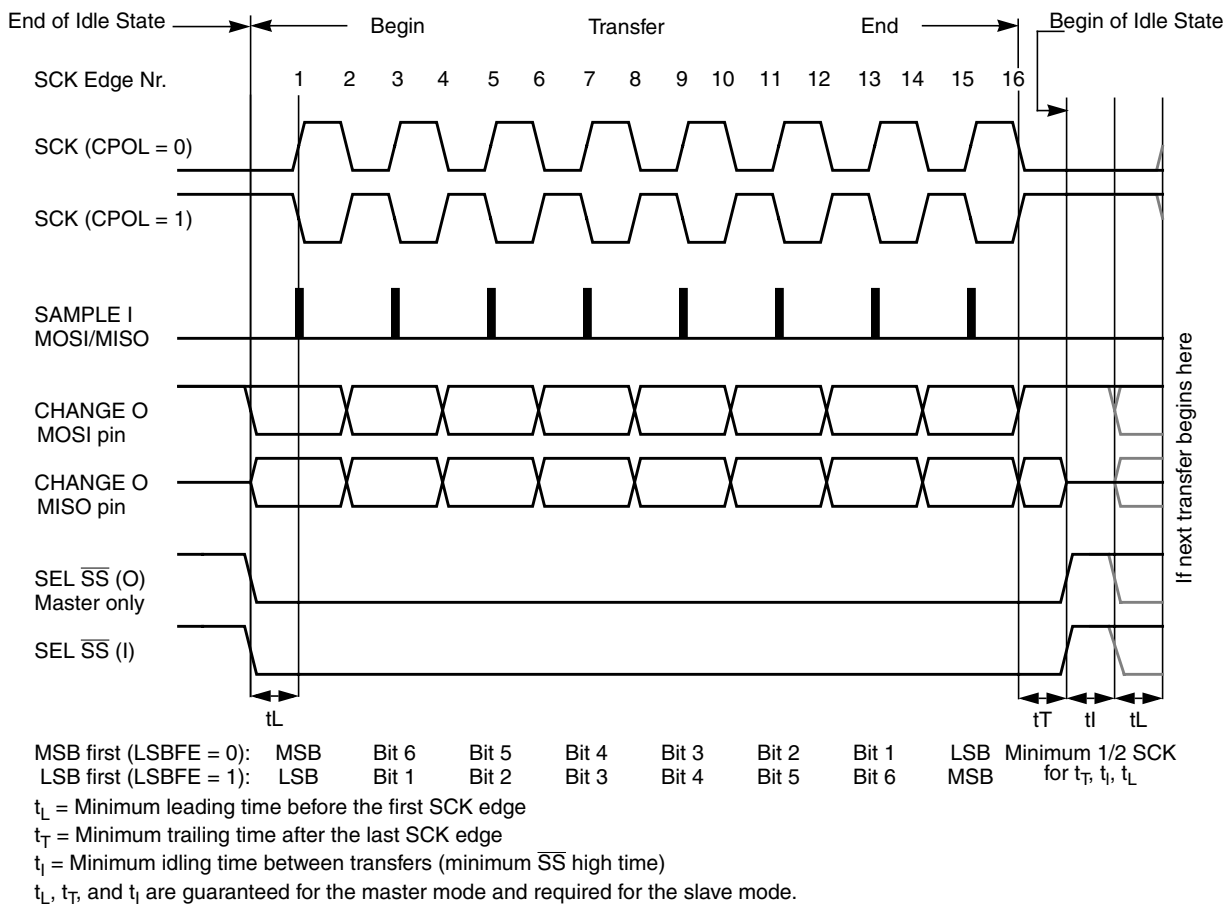 End of Idle State
Begin
Transfer
End
Begin of Idle State
SCK Edge Nr.
1 2 3 4 5 6 7 8 9 10 11 12 13 14 15 16
SCK (CPOL = 0)
SCK (CPOL = 1)
SAMPLE I
MOSI/MISO
CHANGE O
MOSI pin
CHANGE O
MISO pin
SEL S̅S̅ (O)
Master only
SEL S̅S̅ (I)
If next transfer begins here
tL
tT
tI
tL
MSB first (LSBFE = 0): MSB Bit 6 Bit 5 Bit 4 Bit 3 Bit 2 Bit 1 LSB
LSB first (LSBFE = 1): LSB Bit 1 Bit 2 Bit 3 Bit 4 Bit 5 Bit 6 MSB
Minimum 1/2 SCK
for tT, tI, tL
tL = Minimum leading time before the first SCK edge
tT = Minimum trailing time after the last SCK edge
tI = Minimum idling time between transfers (minimum S̅S̅ high time)
tL, tT, and tI are guaranteed for the master mode and required for the slave mode.